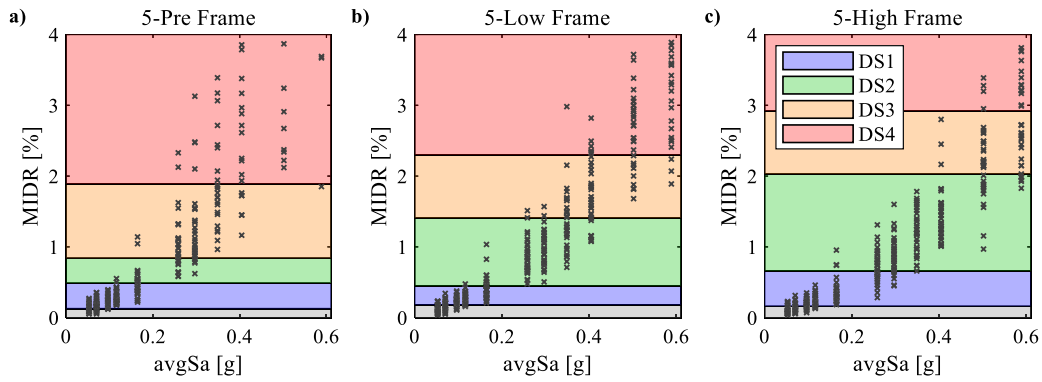 a) 5-Pre Frame
MIDR [%]
4
3
2
1
0
0 0.2 0.4 0.6
avgSa [g]
b) 5-Low Frame
MIDR [%]
4
3
2
1
0
0 0.2 0.4 0.6
avgSa [g]
c) 5-High Frame
MIDR [%]
4
3
2
1
0
0 0.2 0.4 0.6
avgSa [g]
DS1
DS2
DS3
DS4